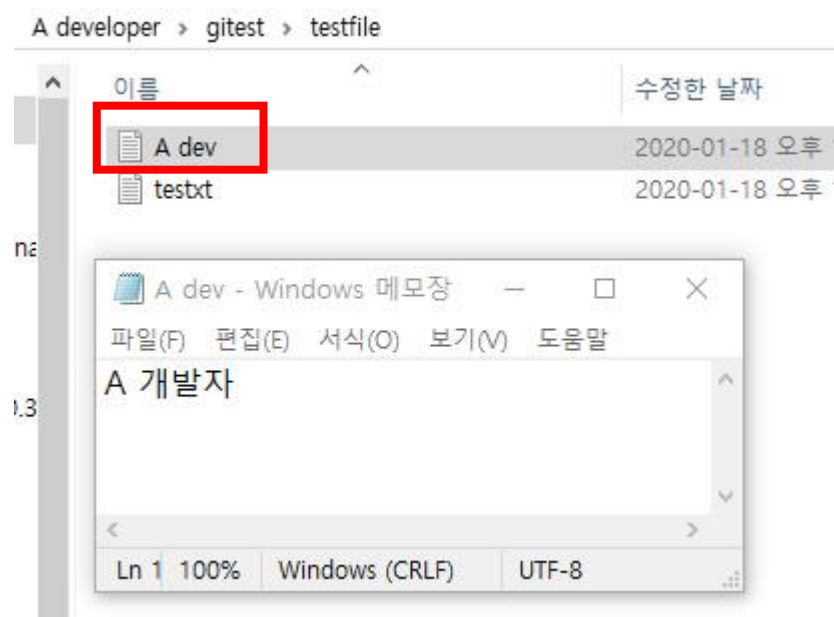 A developer > gitest > testfile
이름 수정한 날짜
A dev 2020-01-18 오후
testxt 2020-01-18 오후
A dev - Windows 메모장
파일(F) 편집(E) 서식(O) 보기(V) 도움말
A 개발자
.3
Ln 1 100% Windows (CRLF) UTF-8